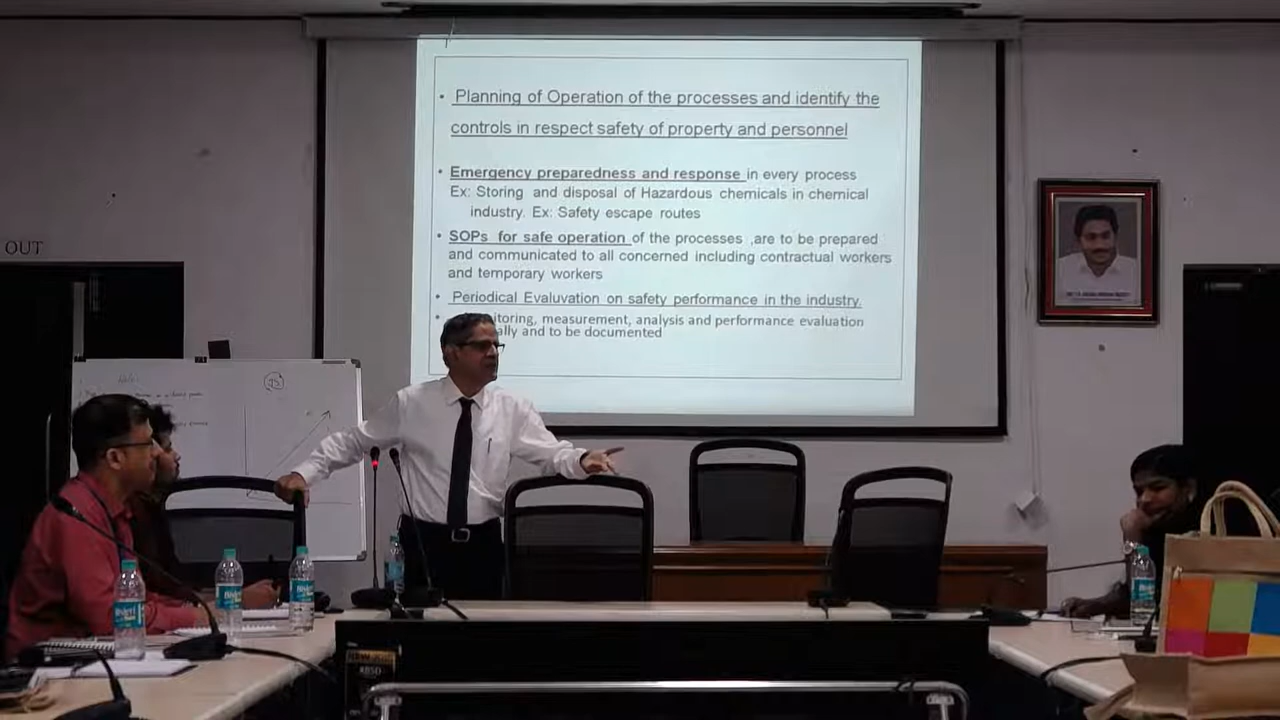 • Planning of Operation of the processes and identify the
controls in respect safety of property and personnel
• Emergency preparedness and response in every process
Ex: Storing and disposal of Hazardous chemicals in chemical
industry. Ex: Safety escape routes
• SOPs for safe operation of the processes ,are to be prepared
and communicated to all concerned including contractual workers
and temporary workers
• Periodical Evaluvation on safety performance in the industry.
• itoring, measurement, analysis and performance evaluation
ally and to be documented
OUT